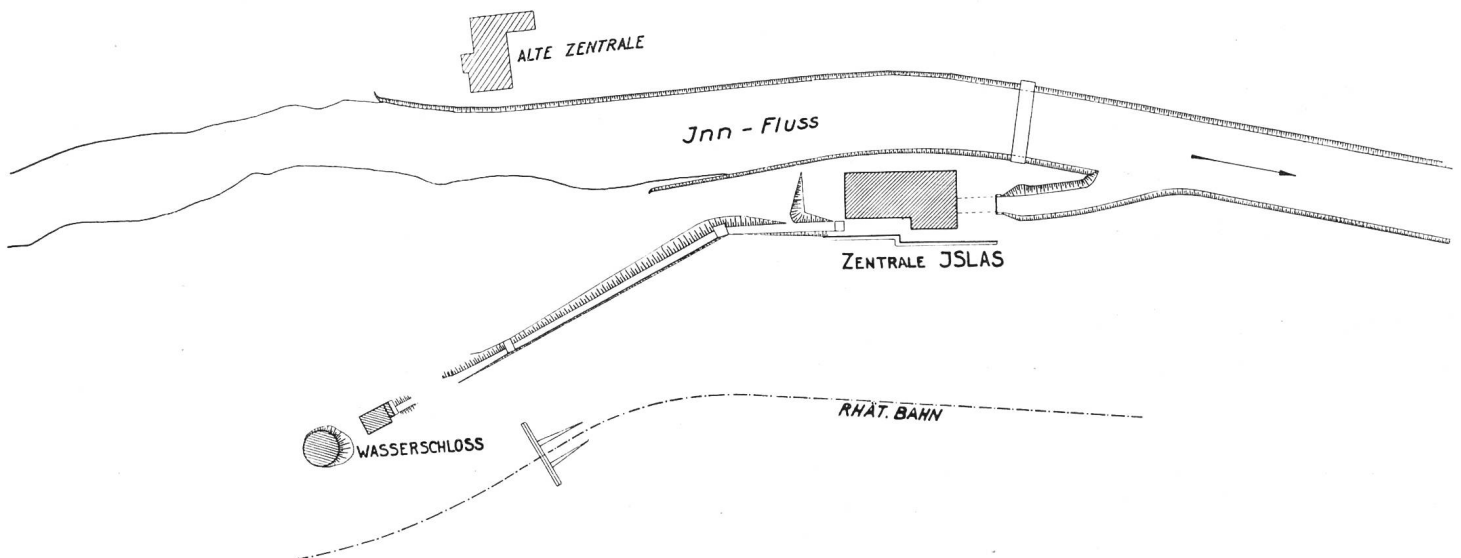 ALTE ZENTRALE
Jnn - Fluss
ZENTRALE JSLAS
RHÄT. BAHN
WASSERSCHLOSS